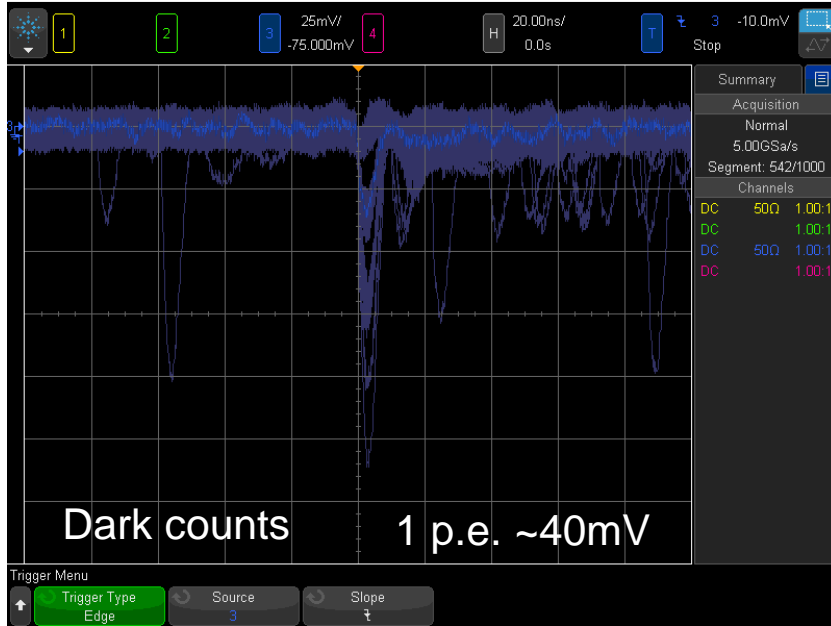 1 2 3 25mV/ -75.000mV 4 H 20.00ns/ 0.0s T 3 -10.0mV Stop
Summary
Acquisition
Normal
5.00GSa/s
Segment: 542/1000
Channels
DC 50Ω 1.00:1
DC 1.00:1
DC 50Ω 1.00:1
DC 1.00:1
3
Dark counts 1 p.e. ~40mV
Trigger Menu
Trigger Type Source Slope
Edge 3